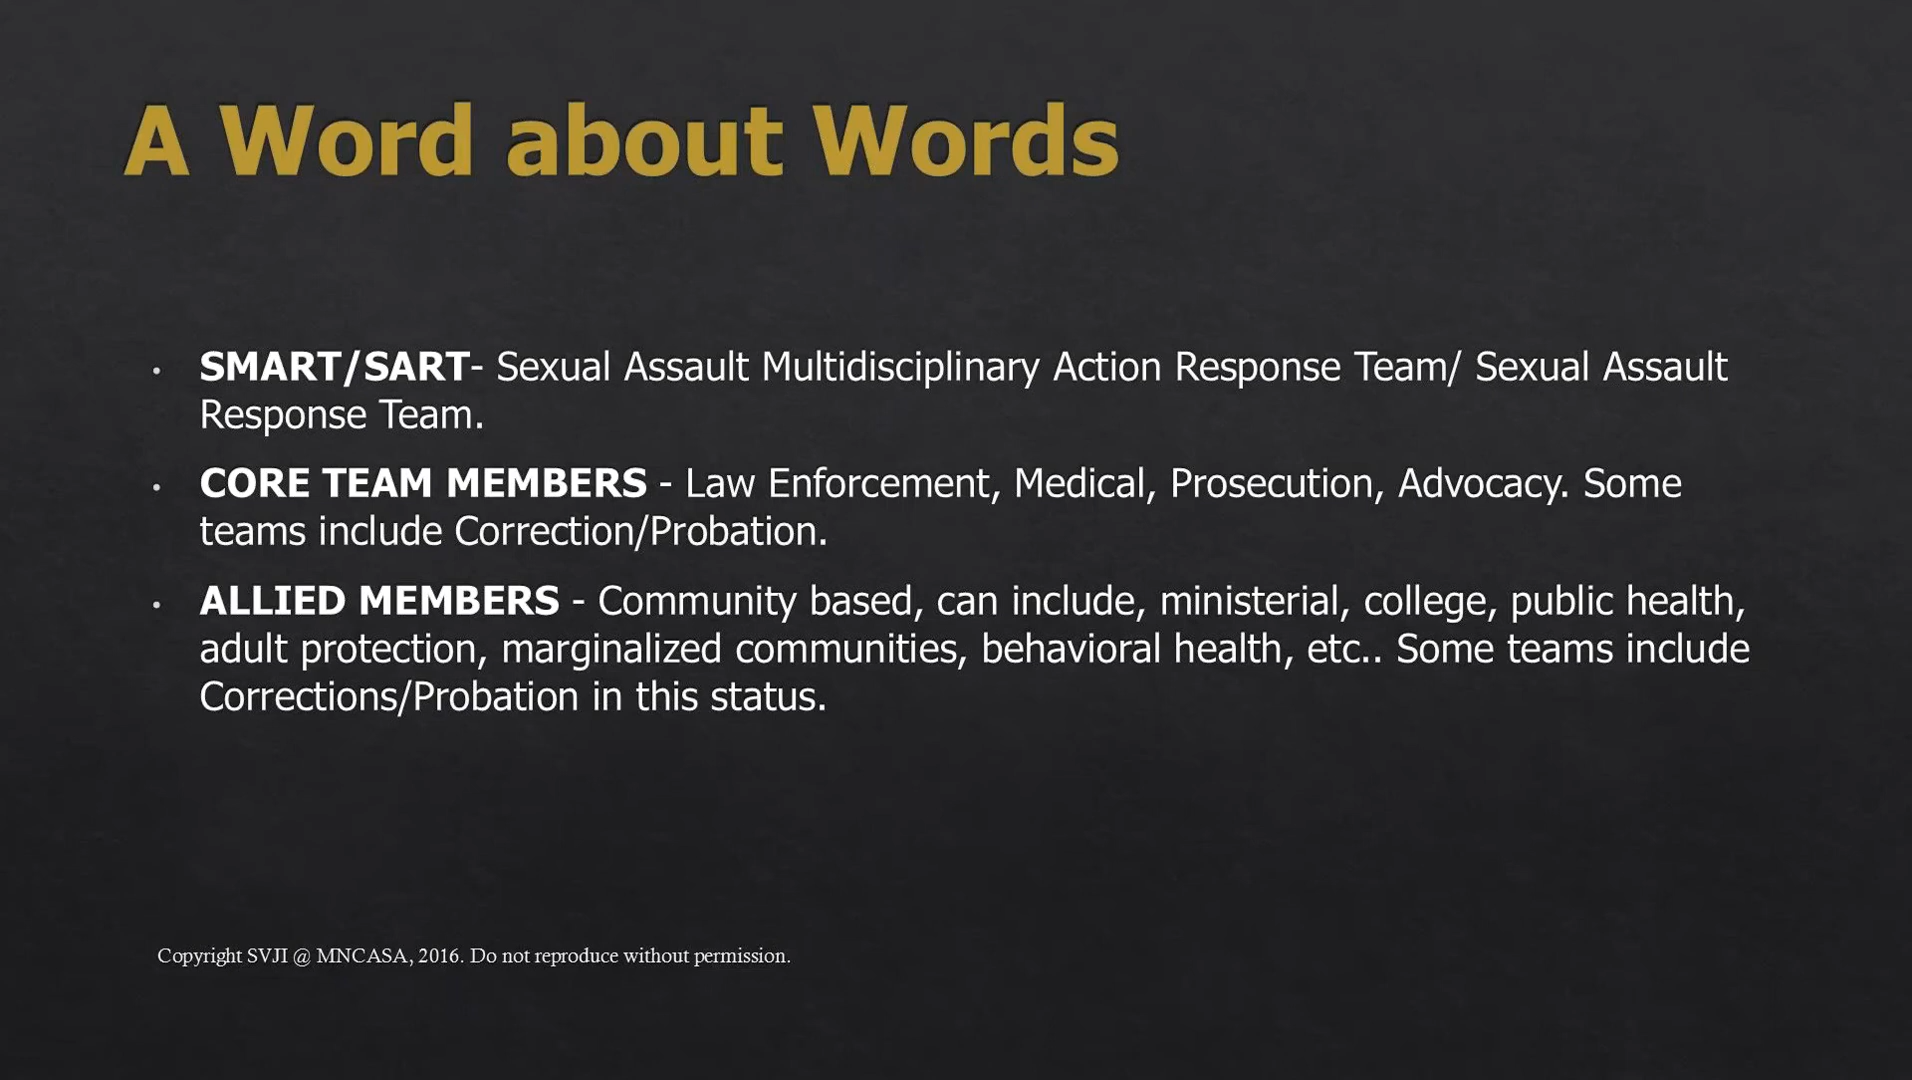 A Word about Words
• SMART/SART- Sexual Assault Multidisciplinary Action Response Team/ Sexual Assault
Response Team.
• CORE TEAM MEMBERS - Law Enforcement, Medical, Prosecution, Advocacy. Some
teams include Correction/Probation.
• ALLIED MEMBERS - Community based, can include, ministerial, college, public health,
adult protection, marginalized communities, behavioral health, etc.. Some teams include
Corrections/Probation in this status.
Copyright SVJI @ MNCASA, 2016. Do not reproduce without permission.